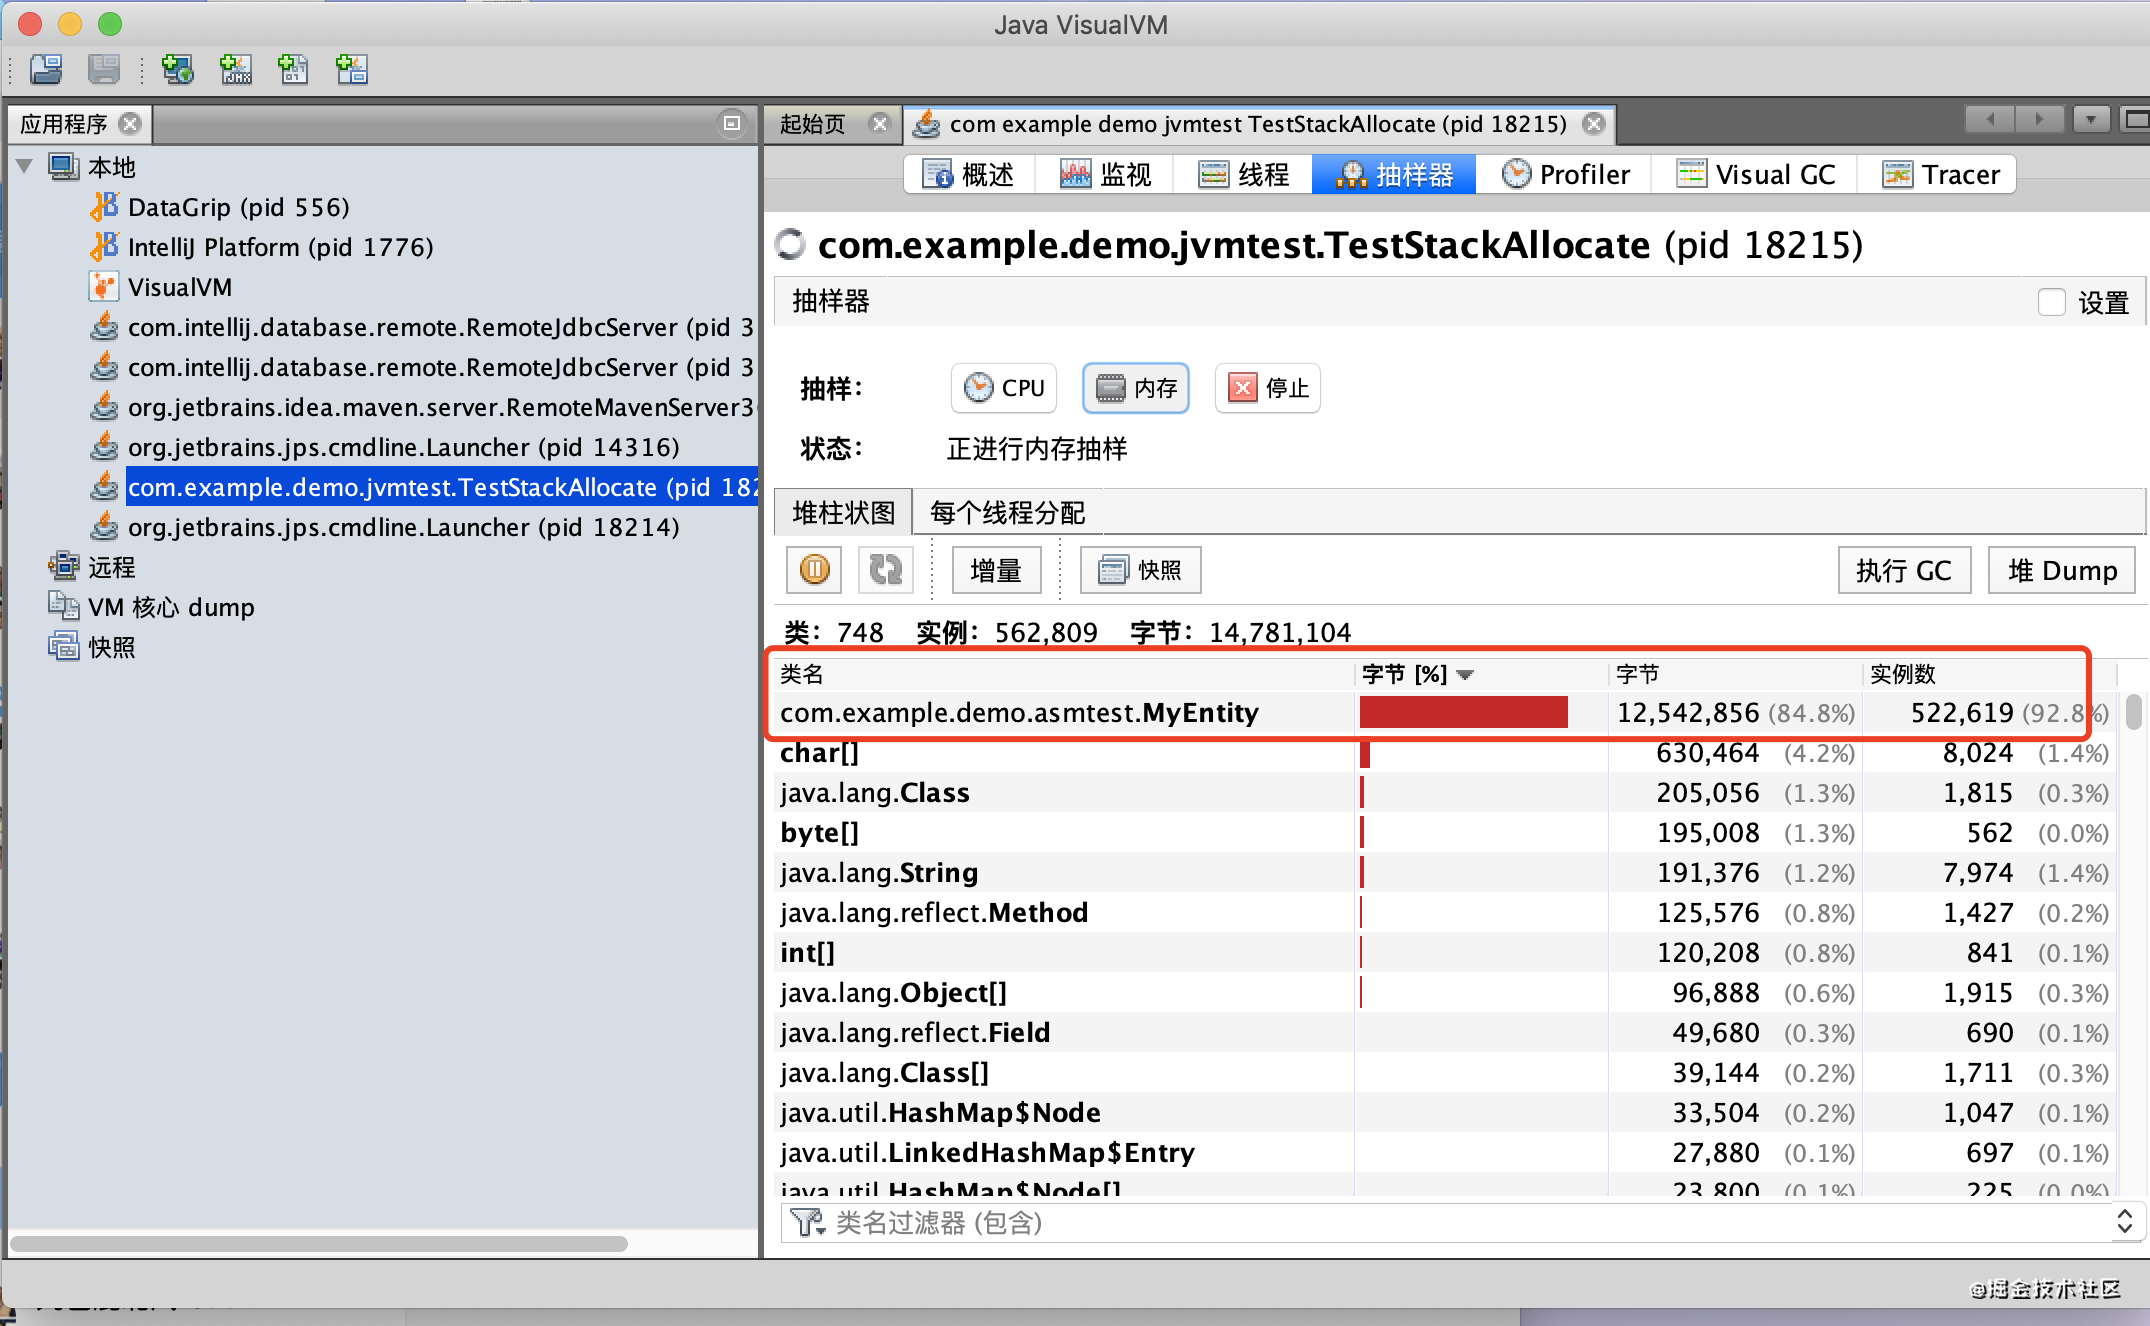 Java VisualVM
应用程序
起始页
com example demo jvmtest TestStackAllocate (pid 18215)
本地
DataGrip (pid 556)
IntelliJ Platform (pid 1776)
VisualVM
com.intellij.database.remote.RemoteJdbcServer (pid 3
com.intellij.database.remote.RemoteJdbcServer (pid 3
org.jetbrains.idea.maven.server.RemoteMavenServer3
org.jetbrains.jps.cmdline.Launcher (pid 14316)
com.example.demo.jvmtest.TestStackAllocate (pid 182
org.jetbrains.jps.cmdline.Launcher (pid 18214)
远程
VM 核心 dump
快照
概述 监视 线程 抽样器 Profiler Visual GC Tracer
com.example.demo.jvmtest.TestStackAllocate (pid 18215)
抽样器 设置
抽样： CPU 内存 停止
状态： 正进行内存抽样
堆柱状图 每个线程分配
增量 快照 执行 GC 堆 Dump
类： 748 实例： 562,809 字节： 14,781,104
类名 字节 [%] 字节 实例数
com.example.demo.asmtest.MyEntity 12,542,856 (84.8%) 522,619 (92.8%)
char[] 630,464 (4.2%) 8,024 (1.4%)
java.lang.Class 205,056 (1.3%) 1,815 (0.3%)
byte[] 195,008 (1.3%) 562 (0.0%)
java.lang.String 191,376 (1.2%) 7,974 (1.4%)
java.lang.reflect.Method 125,576 (0.8%) 1,427 (0.2%)
int[] 120,208 (0.8%) 841 (0.1%)
java.lang.Object[] 96,888 (0.6%) 1,915 (0.3%)
java.lang.reflect.Field 49,680 (0.3%) 690 (0.1%)
java.lang.Class[] 39,144 (0.2%) 1,711 (0.3%)
java.util.HashMap$Node 33,504 (0.2%) 1,047 (0.1%)
java.util.LinkedHashMap$Entry 27,880 (0.1%) 697 (0.1%)
java.util.HashMap$Node[] 23,800 (0.1%) 225 (0.0%)
类名过滤器 (包含)
@掘金技术社区